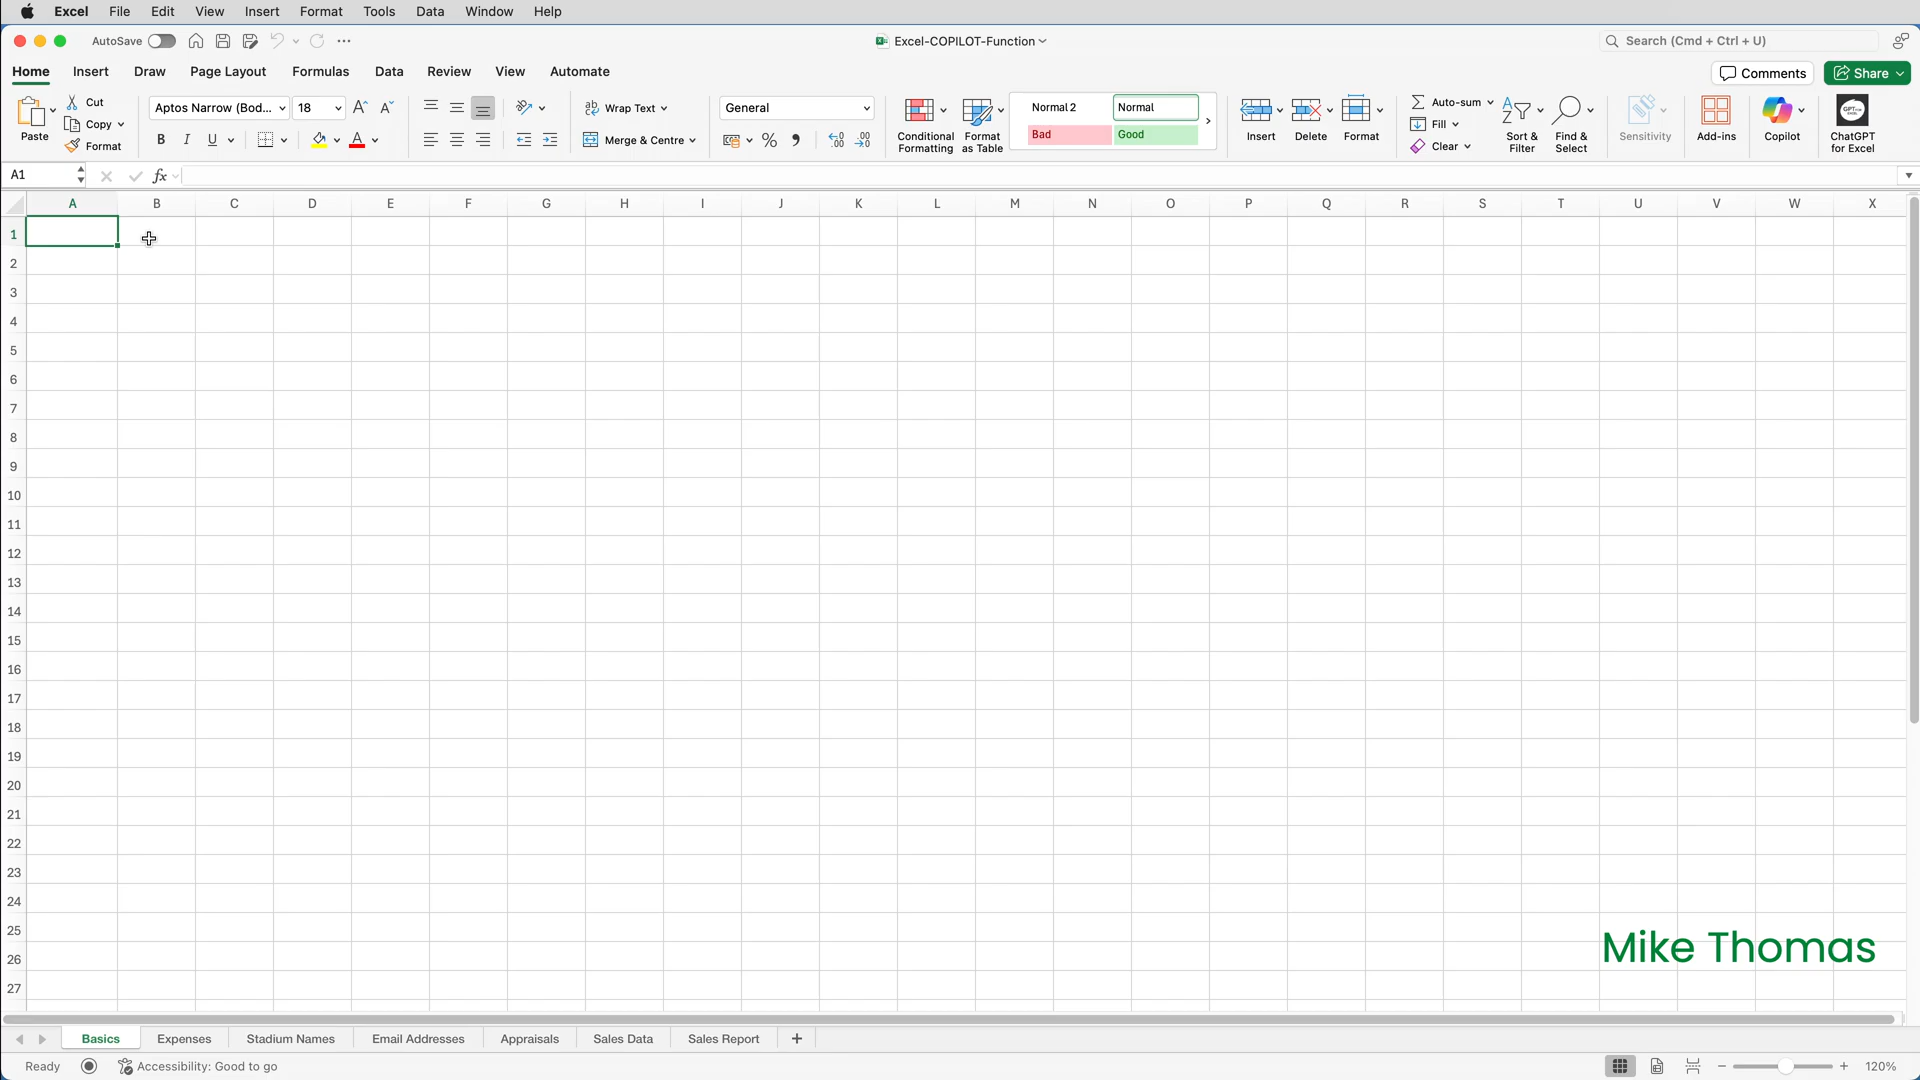 Excel File Edit View Insert Format Tools Data Window Help
AutoSave Excel-COPILOT-Function Search (Cmd + Ctrl + U)
Home Insert Draw Page Layout Formulas Data Review View Automate Comments Share
Paste
Cut
Copy
Format
Aptos Narrow (Bod... 18
B I U
Wrap Text
Merge & Centre
General
Conditional
Formatting
Format
as Table
Normal 2 Normal
Bad Good
Insert
Delete
Format
Auto-sum
Fill
Clear
Sort &
Filter
Find &
Select
Sensitivity
Add-ins
Copilot
ChatGPT
for Excel
A1 fx
A B C D E F G H I J K L M N O P Q R S T U V W X
1
2
3
4
5
6
7
8
9
10
11
12
13
14
15
16
17
18
19
20
21
22
23
24
25
26
27
Mike Thomas
Basics Expenses Stadium Names Email Addresses Appraisals Sales Data Sales Report
Ready Accessibility: Good to go 120%